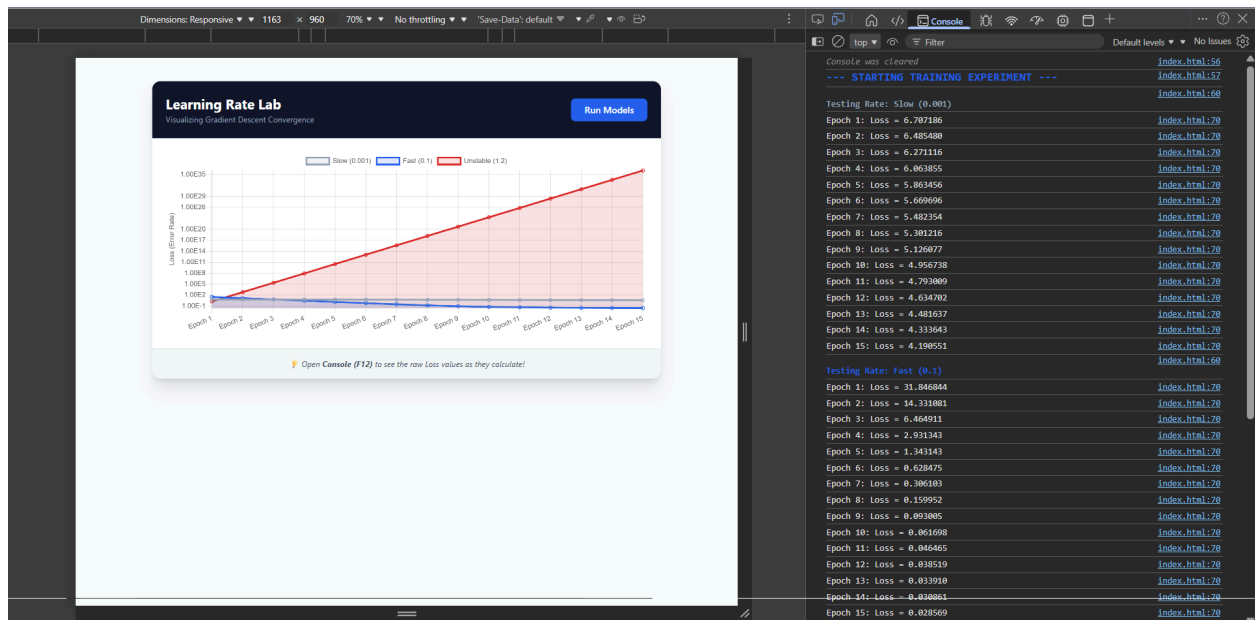 Dimensions: Responsive 1163 × 960 70% No throttling 'Save-Data': default
Learning Rate Lab
Visualizing Gradient Descent Convergence
Run Models
Slow (0.001) Fast (0.1) Unstable (1.2)
Loss (Error Rate)
1.00E35
1.00E29
1.00E26
1.00E20
1.00E17
1.00E14
1.00E11
1.00E8
1.00E5
1.00E2
1.00E-1
Epoch 1 Epoch 2 Epoch 3 Epoch 4 Epoch 5 Epoch 6 Epoch 7 Epoch 8 Epoch 9 Epoch 10 Epoch 11 Epoch 12 Epoch 13 Epoch 14 Epoch 15
💡 Open Console (F12) to see the raw Loss values as they calculate!
Console
top Filter Default levels No Issues
Console was cleared index.html:56
--- STARTING TRAINING EXPERIMENT --- index.html:57
index.html:60
Testing Rate: Slow (0.001)
Epoch 1: Loss = 6.707186 index.html:70
Epoch 2: Loss = 6.485480 index.html:70
Epoch 3: Loss = 6.271116 index.html:70
Epoch 4: Loss = 6.063855 index.html:70
Epoch 5: Loss = 5.863456 index.html:70
Epoch 6: Loss = 5.669696 index.html:70
Epoch 7: Loss = 5.482354 index.html:70
Epoch 8: Loss = 5.301216 index.html:70
Epoch 9: Loss = 5.126077 index.html:70
Epoch 10: Loss = 4.956738 index.html:70
Epoch 11: Loss = 4.793009 index.html:70
Epoch 12: Loss = 4.634702 index.html:70
Epoch 13: Loss = 4.481637 index.html:70
Epoch 14: Loss = 4.333643 index.html:70
Epoch 15: Loss = 4.190551 index.html:70
index.html:60
Testing Rate: Fast (0.1)
Epoch 1: Loss = 31.846844 index.html:70
Epoch 2: Loss = 14.331081 index.html:70
Epoch 3: Loss = 6.464911 index.html:70
Epoch 4: Loss = 2.931343 index.html:70
Epoch 5: Loss = 1.343143 index.html:70
Epoch 6: Loss = 0.628475 index.html:70
Epoch 7: Loss = 0.306103 index.html:70
Epoch 8: Loss = 0.159952 index.html:70
Epoch 9: Loss = 0.093005 index.html:70
Epoch 10: Loss = 0.061698 index.html:70
Epoch 11: Loss = 0.046465 index.html:70
Epoch 12: Loss = 0.038519 index.html:70
Epoch 13: Loss = 0.033910 index.html:70
Epoch 14: Loss = 0.030861 index.html:70
Epoch 15: Loss = 0.028569 index.html:70